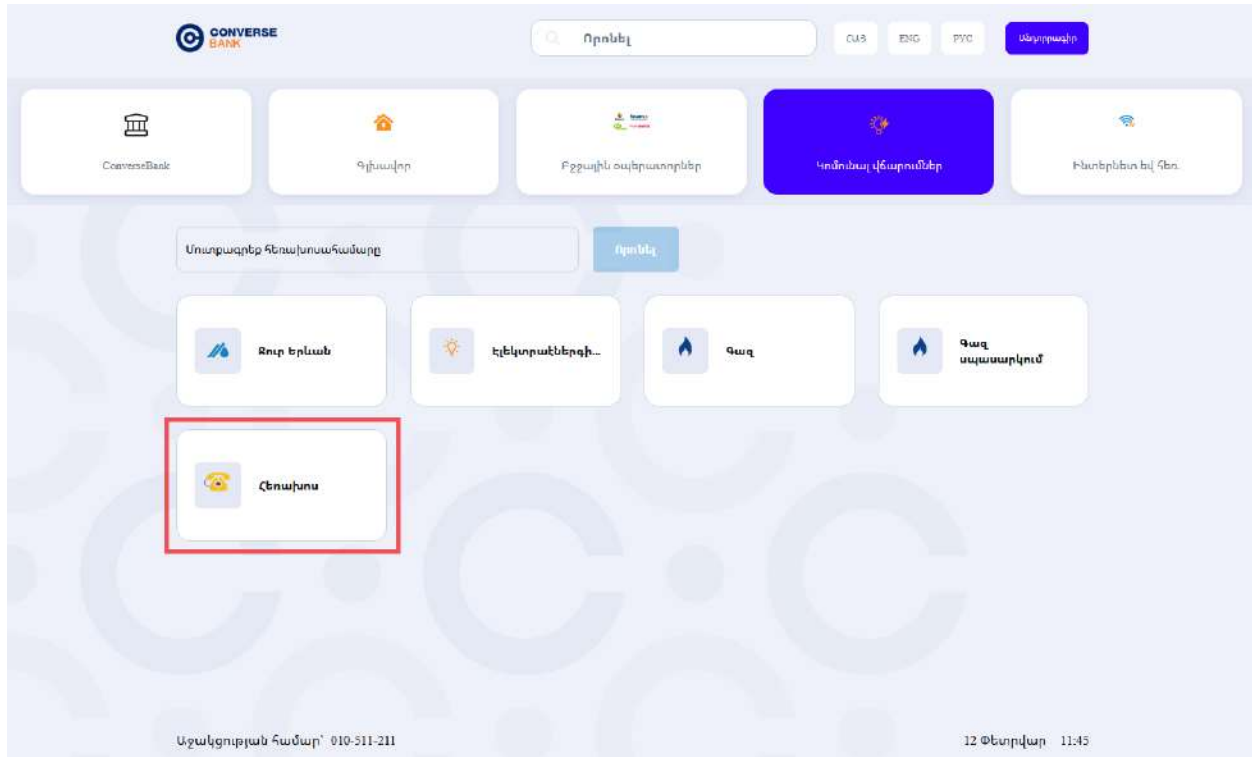 CONVERSE
BANK
Որոնել
ՀԱՅ
ENG
РУС
Անդորրագիր
ConverseBank
Գլխավոր
Բջջային օպերատորներ
Կոմունալ վճարումներ
Ինտերնետ եվ հեռ.
Մուտքագրեք հեռախոսահամարը
Որոնել
Ջուր Երևան
Էլեկտրաէներգի...
Գազ
Գազ
սպասարկում
Հեռախոս
Աջակցության համար՝ 010-511-211
12 Փետրվար 11:45